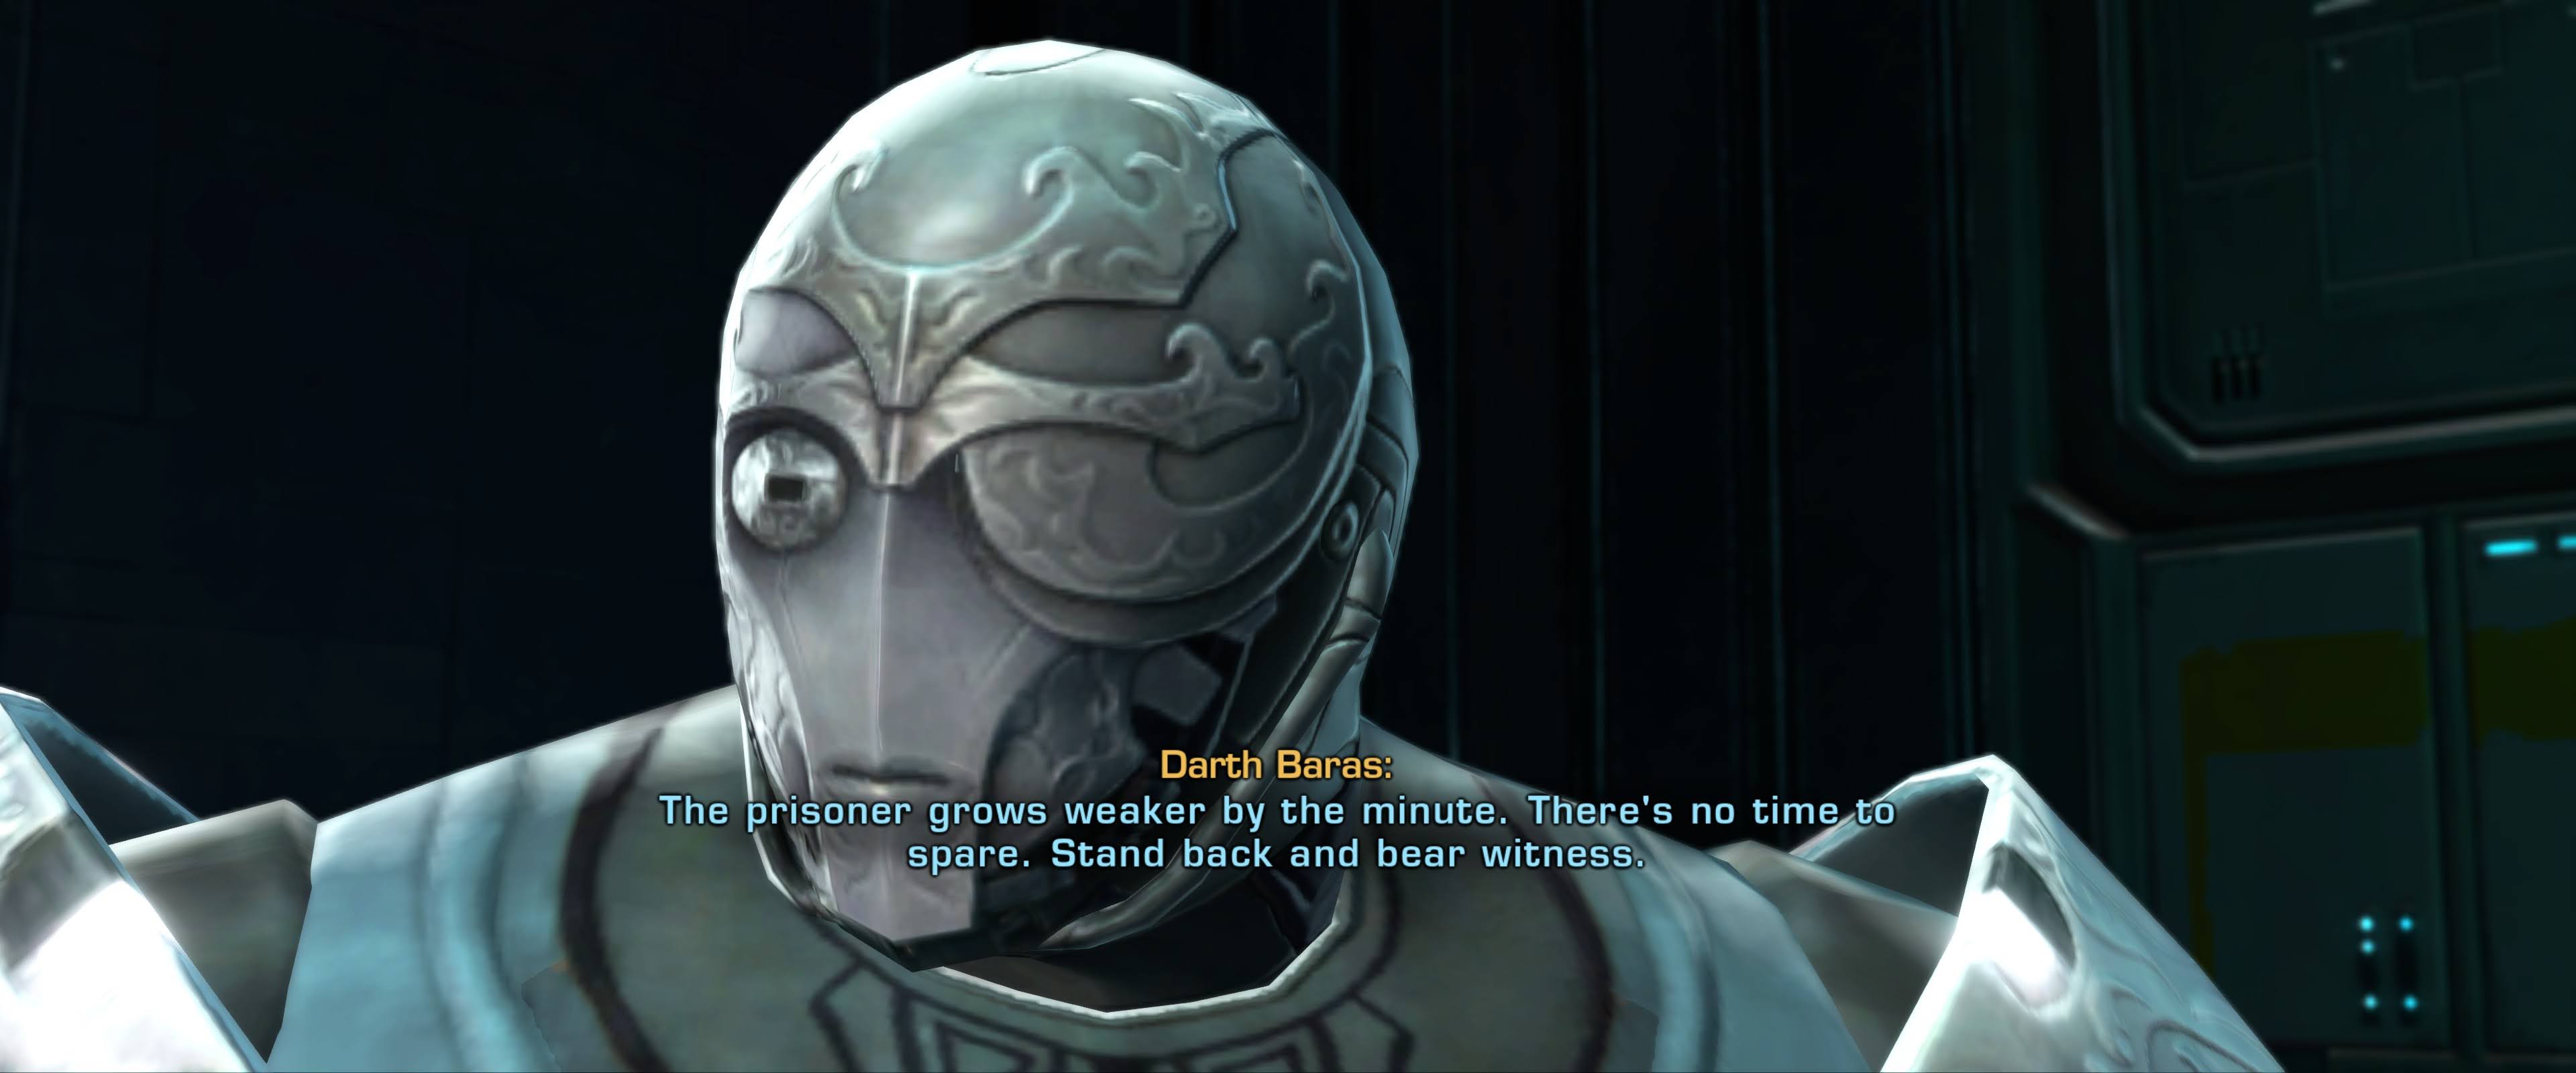 Darth Baras:
The prisoner grows weaker by the minute. There's no time to
spare. Stand back and bear witness.